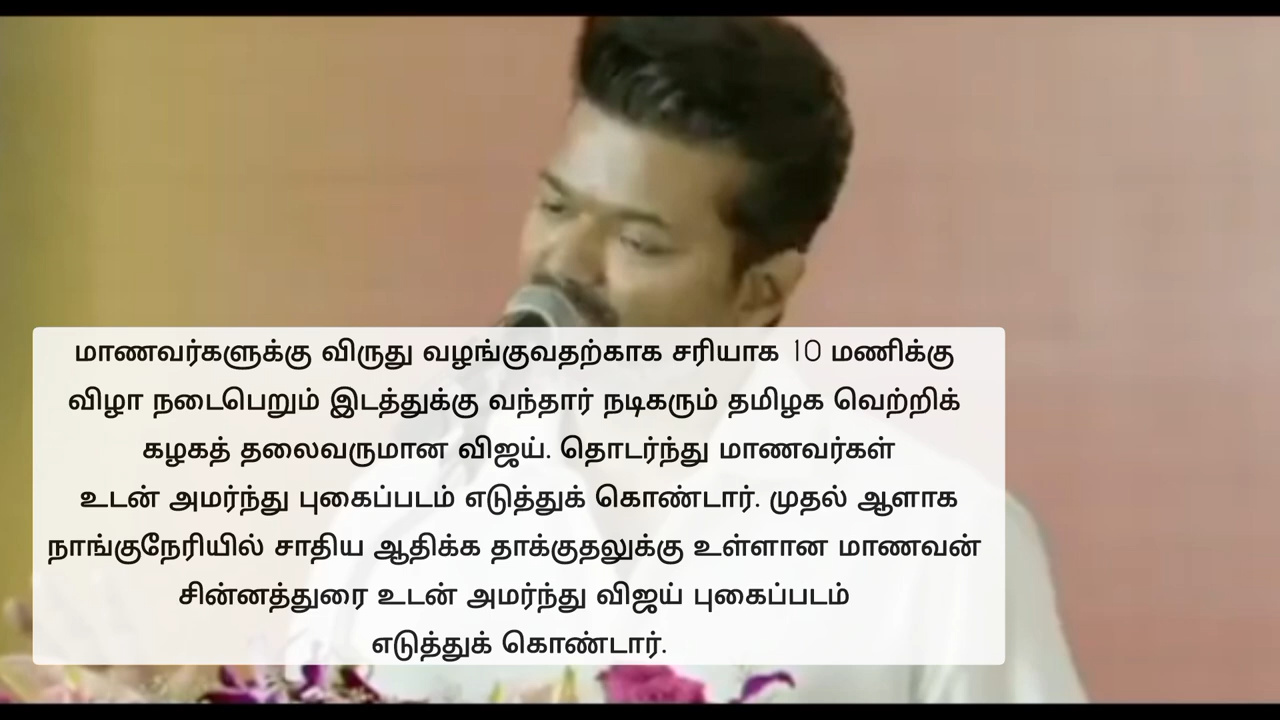 மாணவர்களுக்கு விருது வழங்குவதற்காக சரியாக 10 மணிக்கு
விழா நடைபெறும் இடத்துக்கு வந்தார் நடிகரும் தமிழக வெற்றிக்
கழகத் தலைவருமான விஜய். தொடர்ந்து மாணவர்கள்
உடன் அமர்ந்து புகைப்படம் எடுத்துக் கொண்டார். முதல் ஆளாக
நாங்குநேரியில் சாதிய ஆதிக்க தாக்குதலுக்கு உள்ளான மாணவன்
சின்னத்துரை உடன் அமர்ந்து விஜய் புகைப்படம்
எடுத்துக் கொண்டார்.